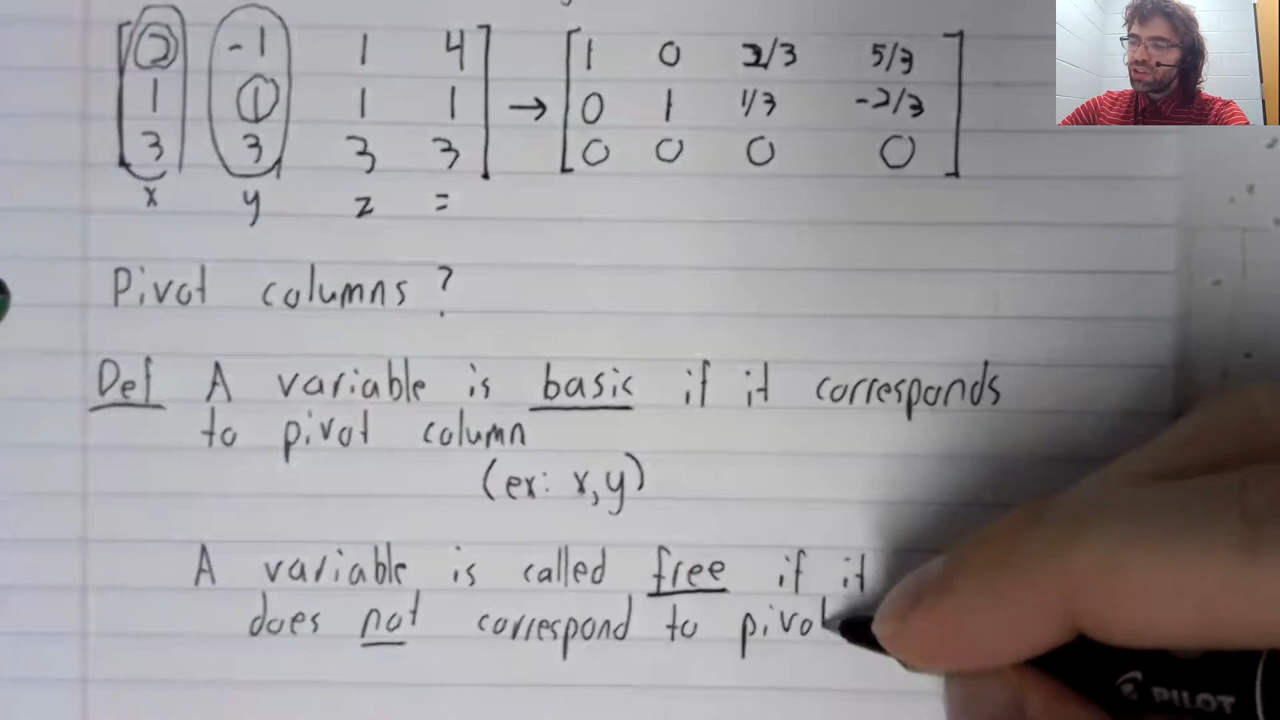 2 -1 1 4 1 0 2/3 5/3
1 1 1 1 → 0 1 1/3 -2/3
3 3 3 3 0 0 0 0
x y z =
Pivot columns?
Def A variable is basic if it corresponds
to pivot column
(ex: x,y)
A variable is called free if it
does not correspond to pivot
PILOT